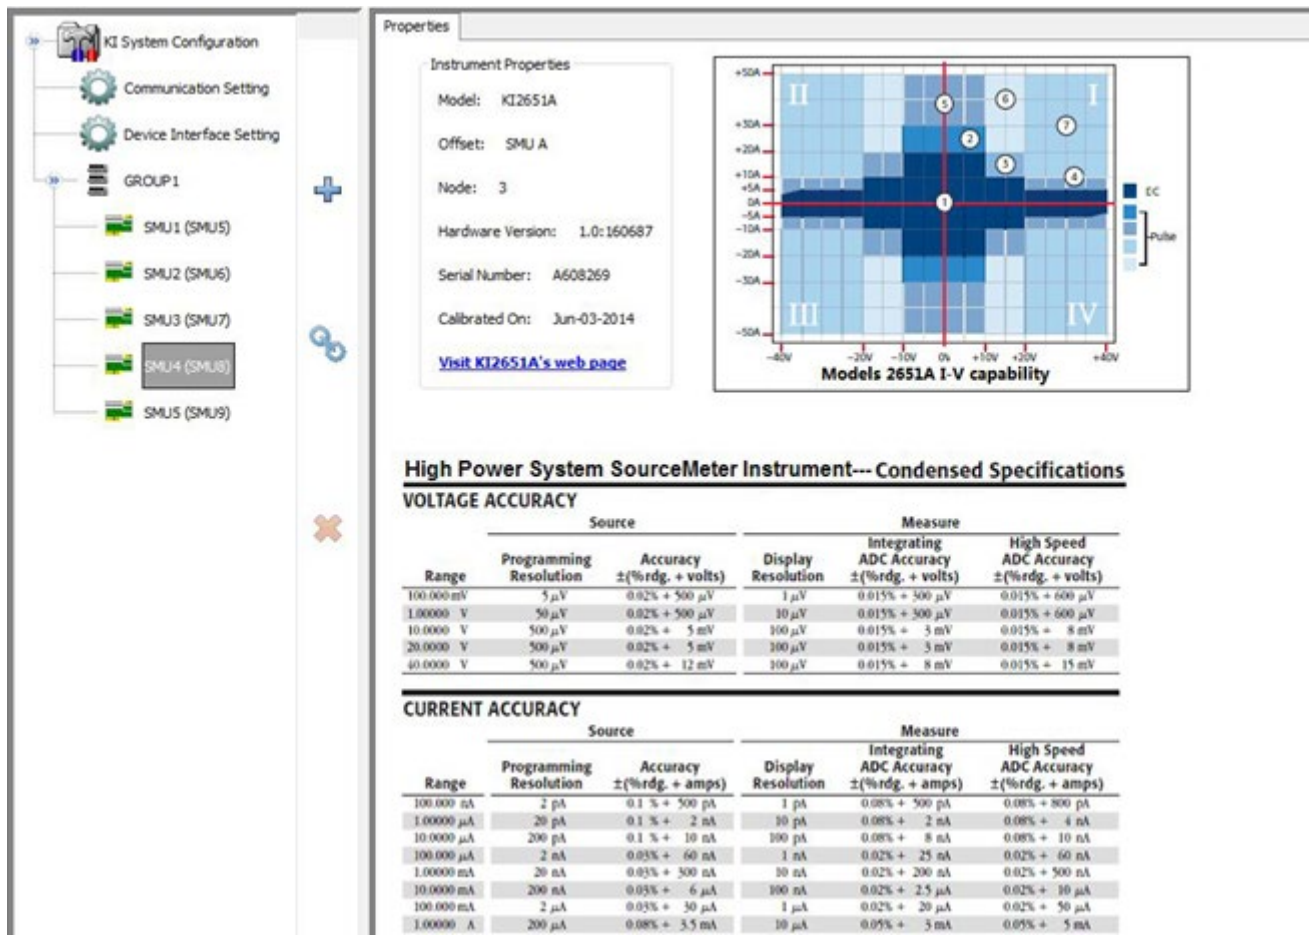 Properties
KI System Configuration
Communication Setting
Device Interface Setting
GROUP1
SMU1 (SMU5)
SMU2 (SMU6)
SMU3 (SMU7)
SMU4 (SMU8)
SMU5 (SMU9)
Instrument Properties
Model: KI2651A
Offset: SMU A
Node: 3
Hardware Version: 1.0:160687
Serial Number: A608269
Calibrated On: Jun-03-2014
Visit KI2651A's web page
+50A
+30A
+20A
+10A
+5A
0A
-5A
-10A
-20A
-30A
-50A
II
I
III
IV
5
6
7
2
3
4
1
DC
Pulse
-40V -20V -10V 0V +10V +20V +40V
Models 2651A I-V capability
High Power System SourceMeter Instrument--- Condensed Specifications
VOLTAGE ACCURACY
Source Measure
Range Programming Resolution Accuracy ±(%rdg. + volts) Display Resolution Integrating ADC Accuracy ±(%rdg. + volts) High Speed ADC Accuracy ±(%rdg. + volts)
100.000 mV 5 µV 0.02% + 500 µV 1 µV 0.015% + 300 µV 0.015% + 600 µV
1.00000 V 50 µV 0.02% + 500 µV 10 µV 0.015% + 300 µV 0.015% + 600 µV
10.0000 V 500 µV 0.02% + 5 mV 100 µV 0.015% + 3 mV 0.015% + 8 mV
20.0000 V 500 µV 0.02% + 5 mV 100 µV 0.015% + 3 mV 0.015% + 8 mV
40.0000 V 500 µV 0.02% + 12 mV 100 µV 0.015% + 8 mV 0.015% + 15 mV
CURRENT ACCURACY
Source Measure
Range Programming Resolution Accuracy ±(%rdg. + amps) Display Resolution Integrating ADC Accuracy ±(%rdg. + amps) High Speed ADC Accuracy ±(%rdg. + amps)
100.000 nA 2 pA 0.1 % + 500 pA 1 pA 0.08% + 500 pA 0.08% + 800 pA
1.00000 µA 20 pA 0.1 % + 2 nA 10 pA 0.08% + 2 nA 0.08% + 4 nA
10.0000 µA 200 pA 0.1 % + 10 nA 100 pA 0.08% + 8 nA 0.08% + 10 nA
100.000 µA 2 nA 0.03% + 60 nA 1 nA 0.02% + 25 nA 0.02% + 60 nA
1.00000 mA 20 nA 0.03% + 300 nA 10 nA 0.02% + 200 nA 0.02% + 500 nA
10.0000 mA 200 nA 0.03% + 6 µA 100 nA 0.02% + 2.5 µA 0.02% + 10 µA
100.000 mA 2 µA 0.03% + 30 µA 1 µA 0.02% + 20 µA 0.02% + 50 µA
1.00000 A 200 µA 0.08% + 3.5 mA 10 µA 0.05% + 3 mA 0.05% + 5 mA